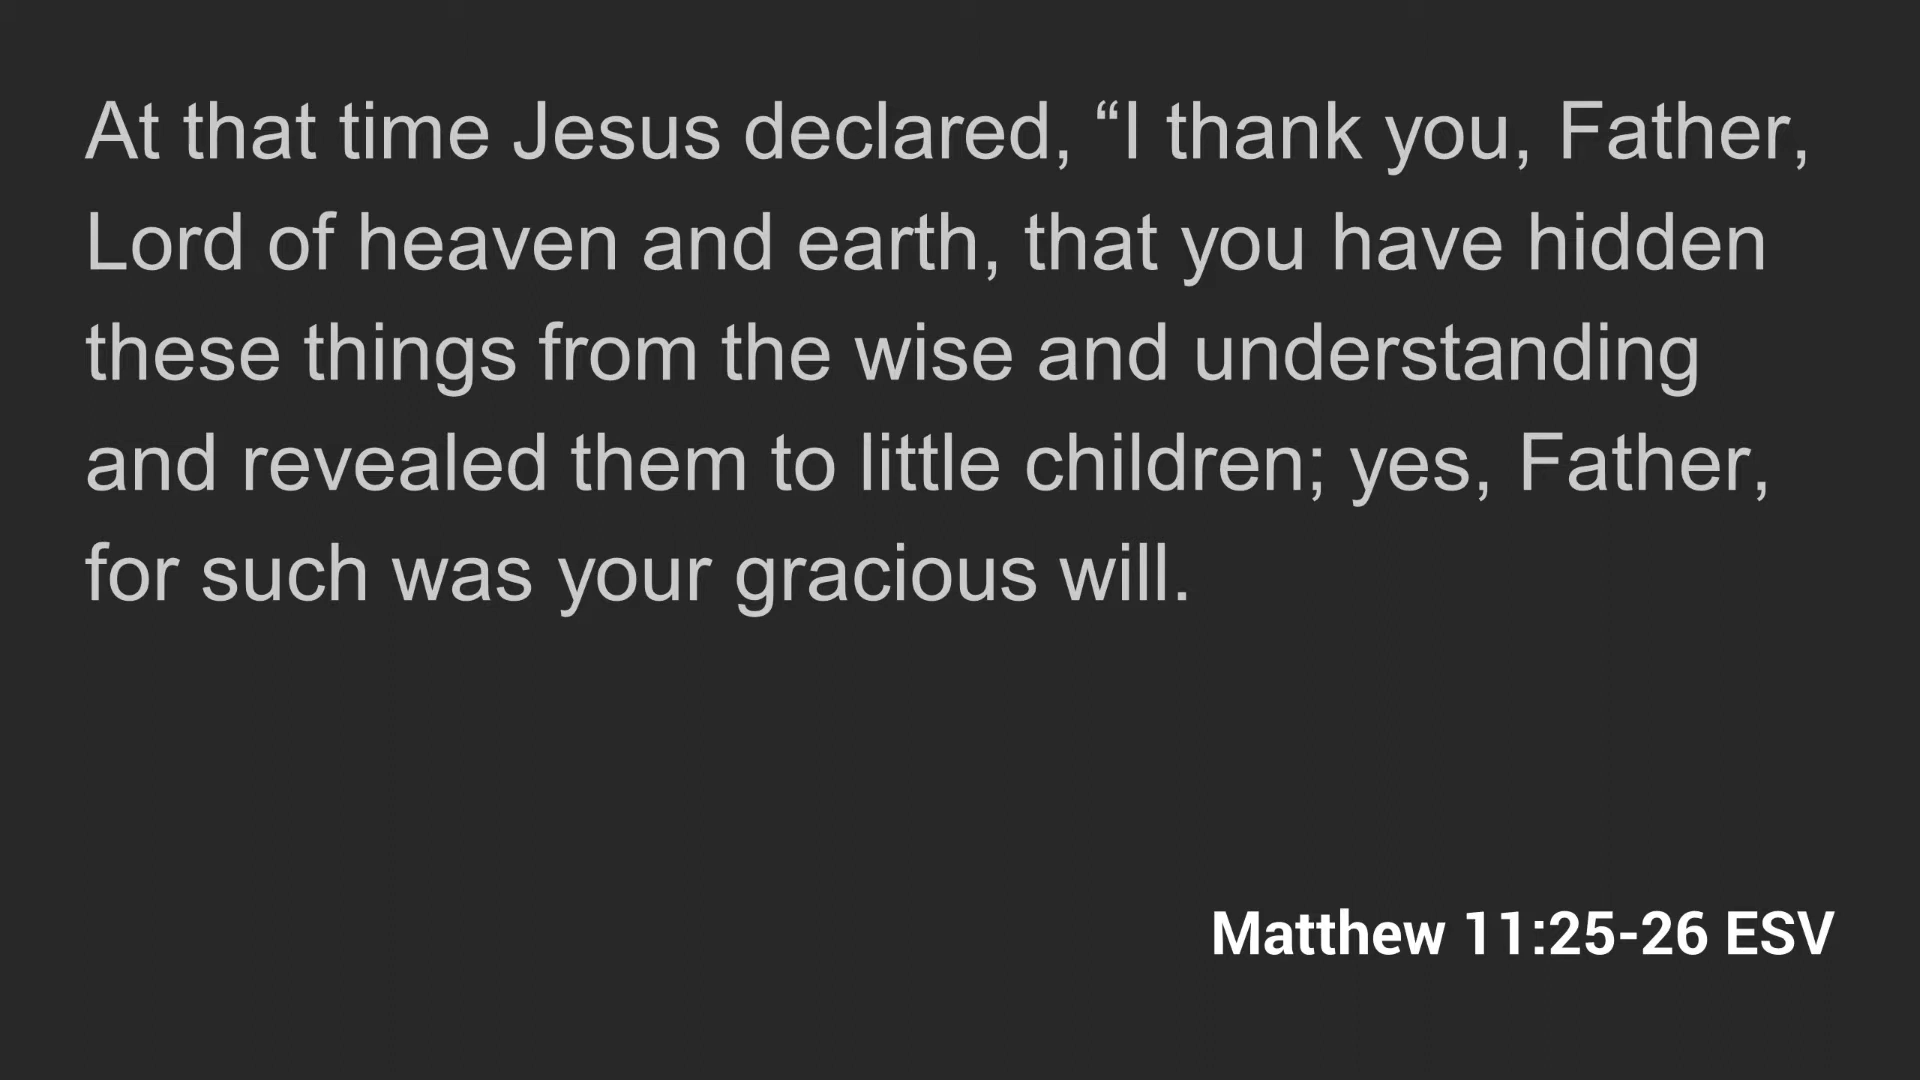 At that time Jesus declared, “I thank you, Father,
Lord of heaven and earth, that you have hidden
these things from the wise and understanding
and revealed them to little children; yes, Father,
for such was your gracious will.
Matthew 11:25-26 ESV